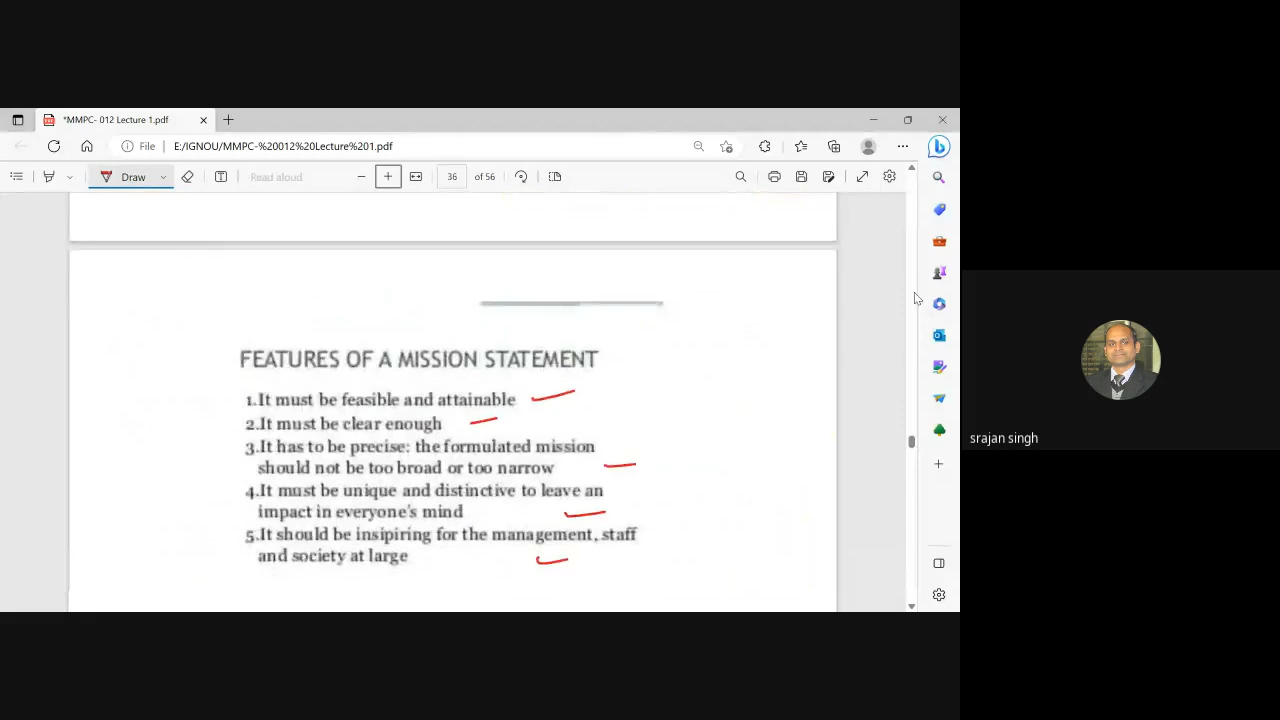 *MMPC- 012 Lecture 1.pdf
File E:/IGNOU/MMPC-%20012%20Lecture%201.pdf
Draw Read aloud 36 of 56
FEATURES OF A MISSION STATEMENT
1.It must be feasible and attainable
2.It must be clear enough
3.It has to be precise: the formulated mission
should not be too broad or too narrow
4.It must be unique and distinctive to leave an
impact in everyone's mind
5.It should be insipiring for the management, staff
and society at large
srajan singh